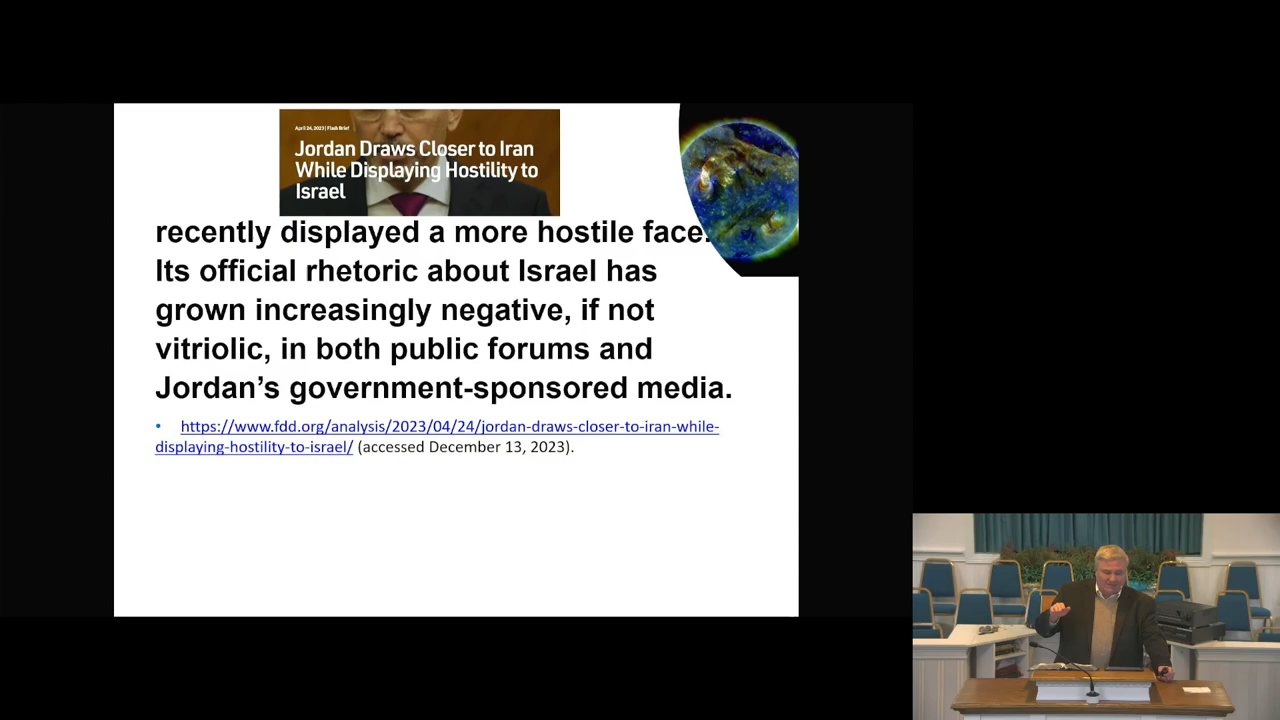 April 24, 2023 | Flash Brief
Jordan Draws Closer to Iran
While Displaying Hostility to
Israel
recently displayed a more hostile face.
Its official rhetoric about Israel has
grown increasingly negative, if not
vitriolic, in both public forums and
Jordan’s government-sponsored media.
• https://www.fdd.org/analysis/2023/04/24/jordan-draws-closer-to-iran-while-
displaying-hostility-to-israel/ (accessed December 13, 2023).